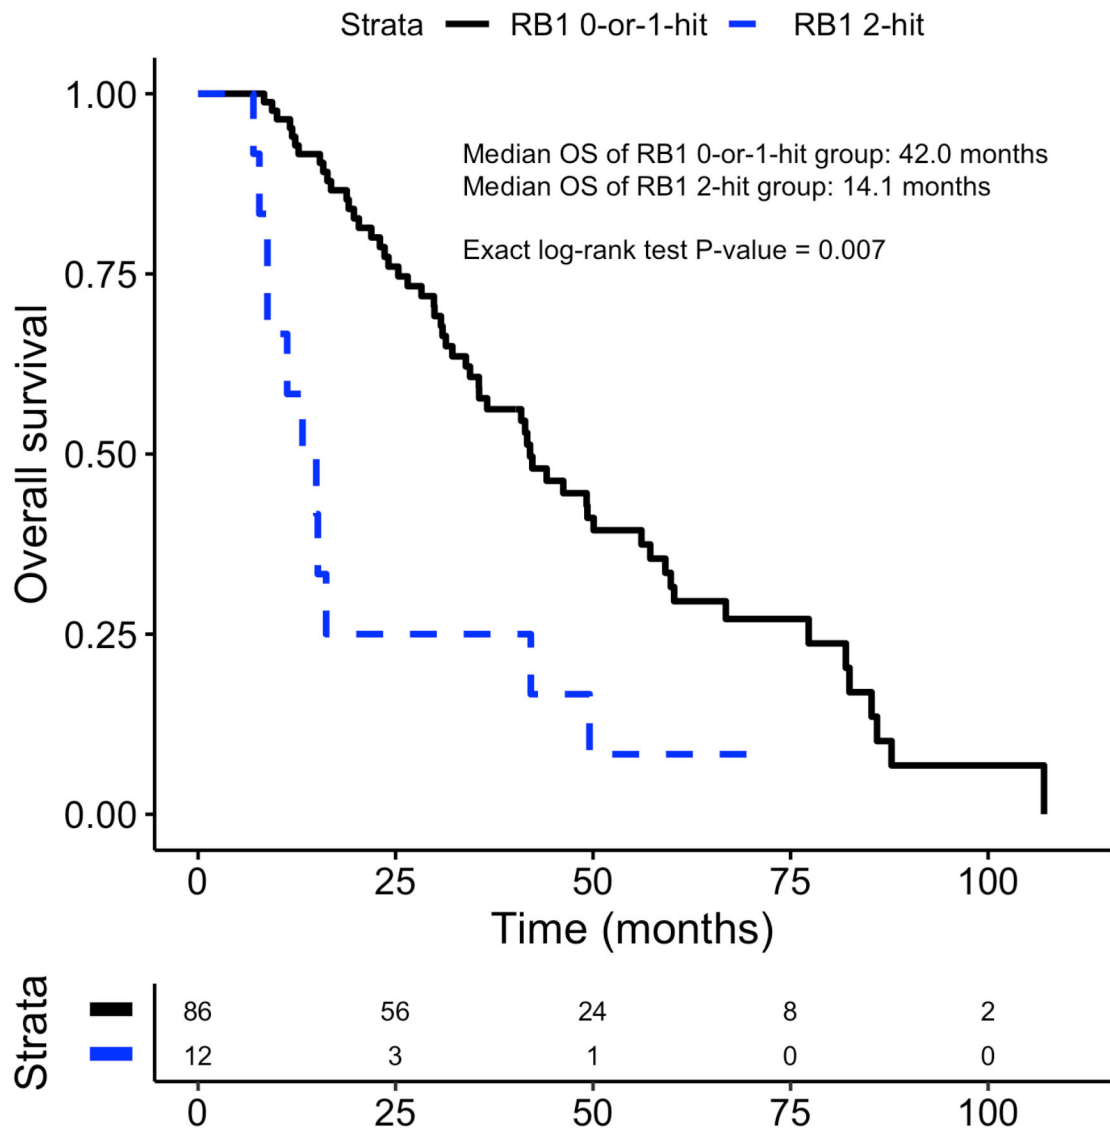 Strata RB1 0-or-1-hit RB1 2-hit
1.00
Median OS of RB1 0-or-1-hit group: 42.0 months
Median OS of RB1 2-hit group: 14.1 months
Exact log-rank test P-value = 0.007
0.75
0.50
0.25
0.00
Overall survival
0 25 50 75 100
Time (months)
Strata
86 56 24 8 2
12 3 1 0 0
0 25 50 75 100